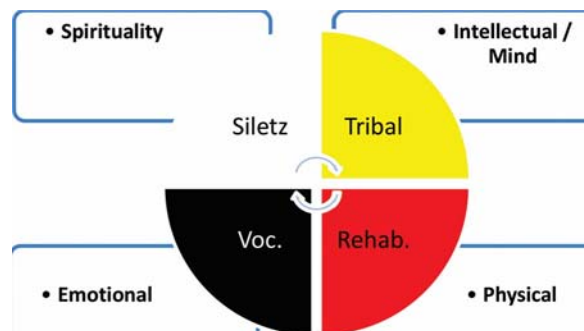 • Spirituality
• Intellectual /
Mind
Siletz
Tribal
Voc.
Rehab.
• Emotional
• Physical